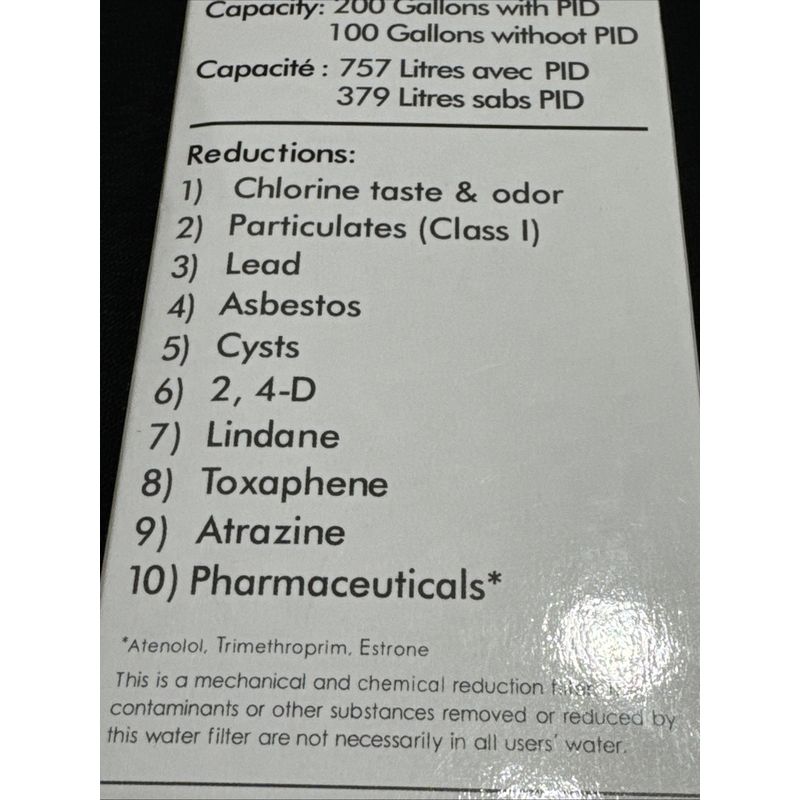 Capacity: 200 Gallons with PID
100 Gallons withoot PID
Capacité : 757 Litres avec PID
379 Litres sabs PID
Reductions:
1) Chlorine taste & odor
2) Particulates (Class I)
3) Lead
4) Asbestos
5) Cysts
6) 2, 4-D
7) Lindane
8) Toxaphene
9) Atrazine
10) Pharmaceuticals*
*Atenolol, Trimethroprim, Estrone
This is a mechanical and chemical reduction
contaminants or other substances removed or reduced by
this water filter are not necessarily in all users' water.